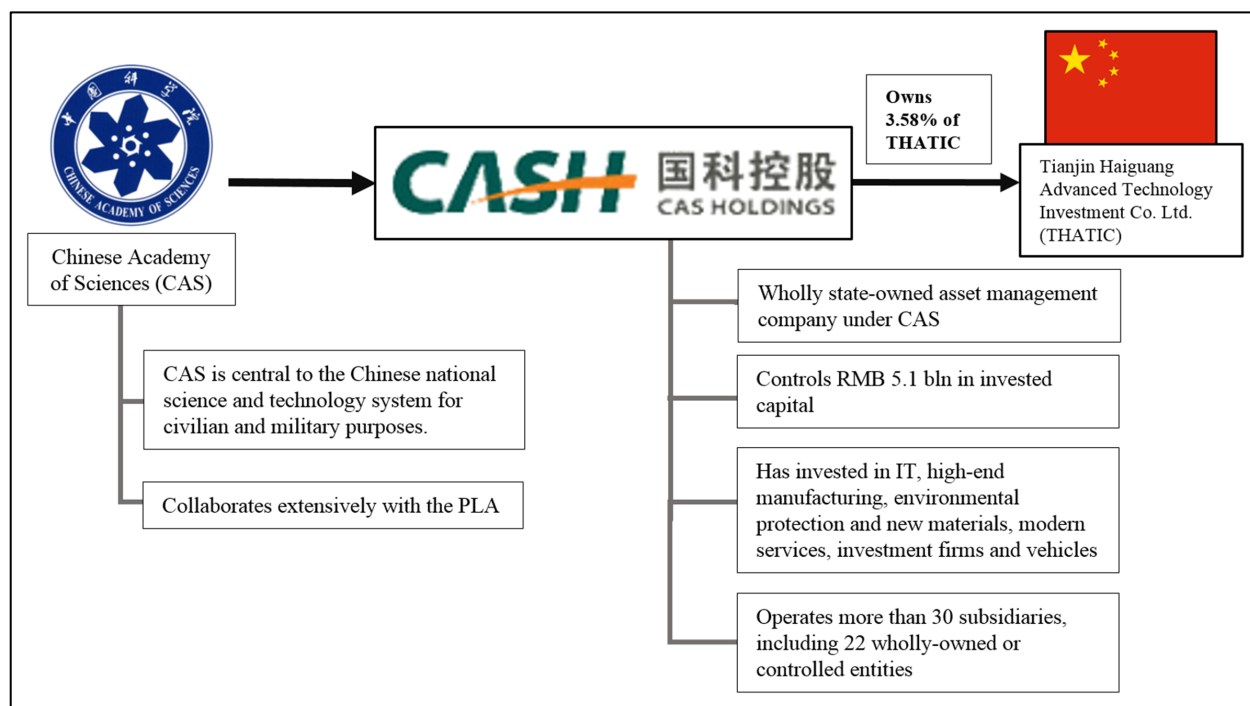 中国科学院
CHINESE ACADEMY OF SCIENCES
Chinese Academy
of Sciences (CAS)
CAS is central to the Chinese national
science and technology system for
civilian and military purposes.
Collaborates extensively with the PLA
CASH 国科控股
CAS HOLDINGS
Owns
3.58% of
THATIC
Tianjin Haiguang
Advanced Technology
Investment Co. Ltd.
(THATIC)
Wholly state-owned asset management
company under CAS
Controls RMB 5.1 bln in invested
capital
Has invested in IT, high-end
manufacturing, environmental
protection and new materials, modern
services, investment firms and vehicles
Operates more than 30 subsidiaries,
including 22 wholly-owned or
controlled entities